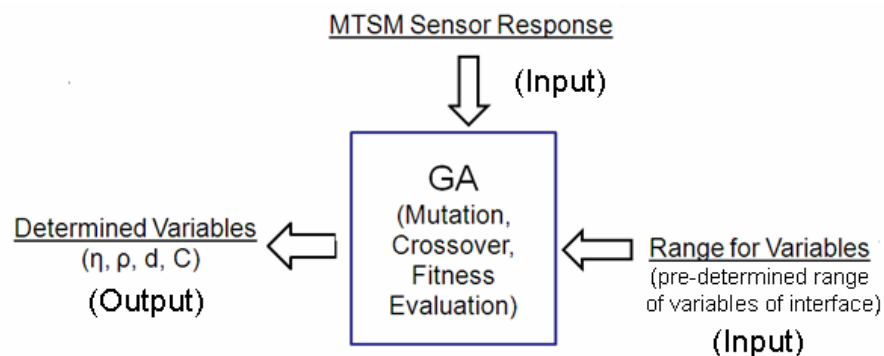 MTSM Sensor Response
(Input)
GA
(Mutation,
Crossover,
Fitness
Evaluation)
Determined Variables
(η, ρ, d, C)
(Output)
Range for Variables
(pre-determined range
of variables of interface)
(Input)